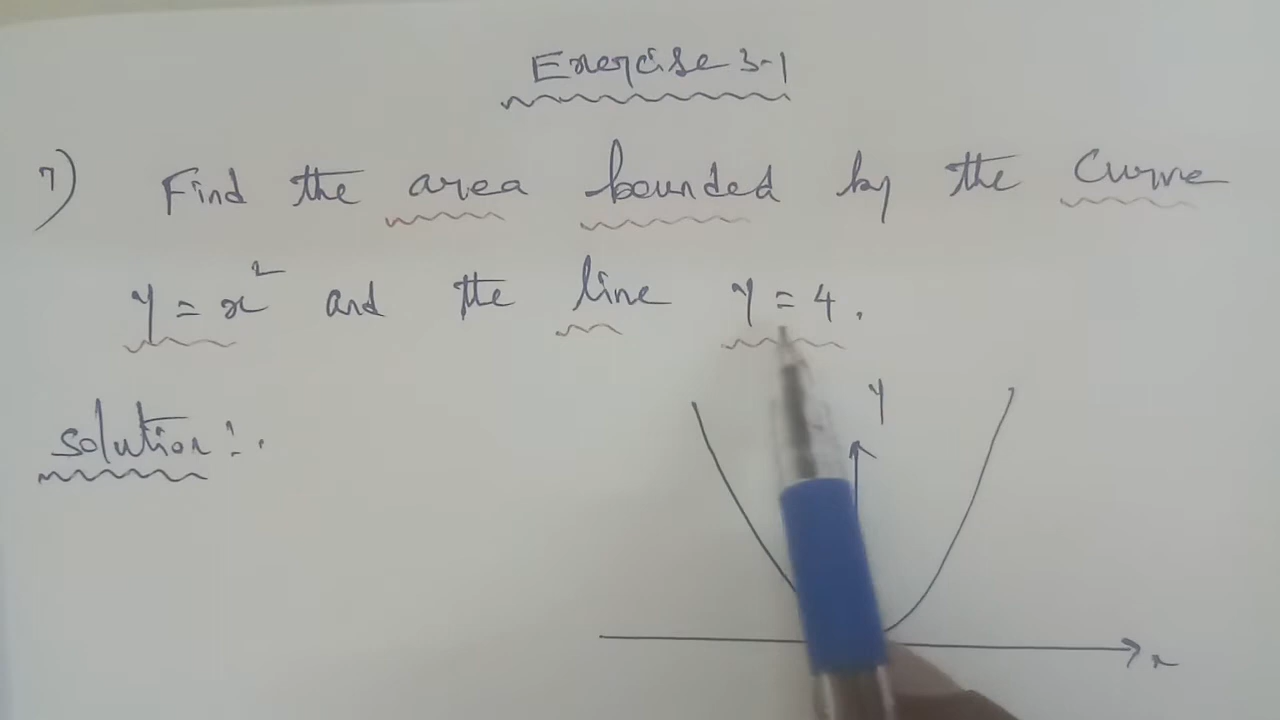 Exercise 3-1
7) Find the area bounded by the Curve
y = x² and the line y = 4.
Solution:.
y
x